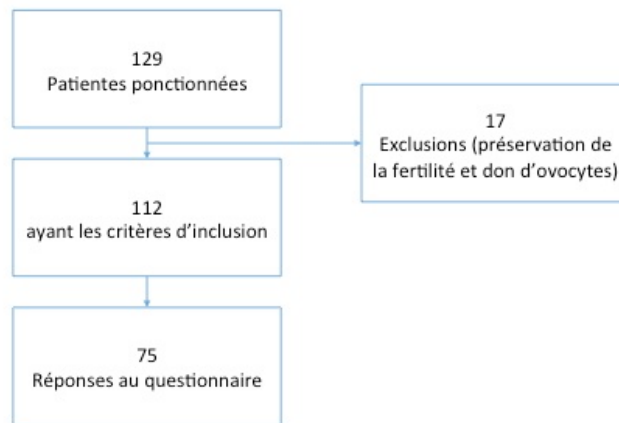 129
Patientes ponctionnées
17
Exclusions (préservation de
la fertilité et don d’ovocytes)
112
ayant les critères d’inclusion
75
Réponses au questionnaire